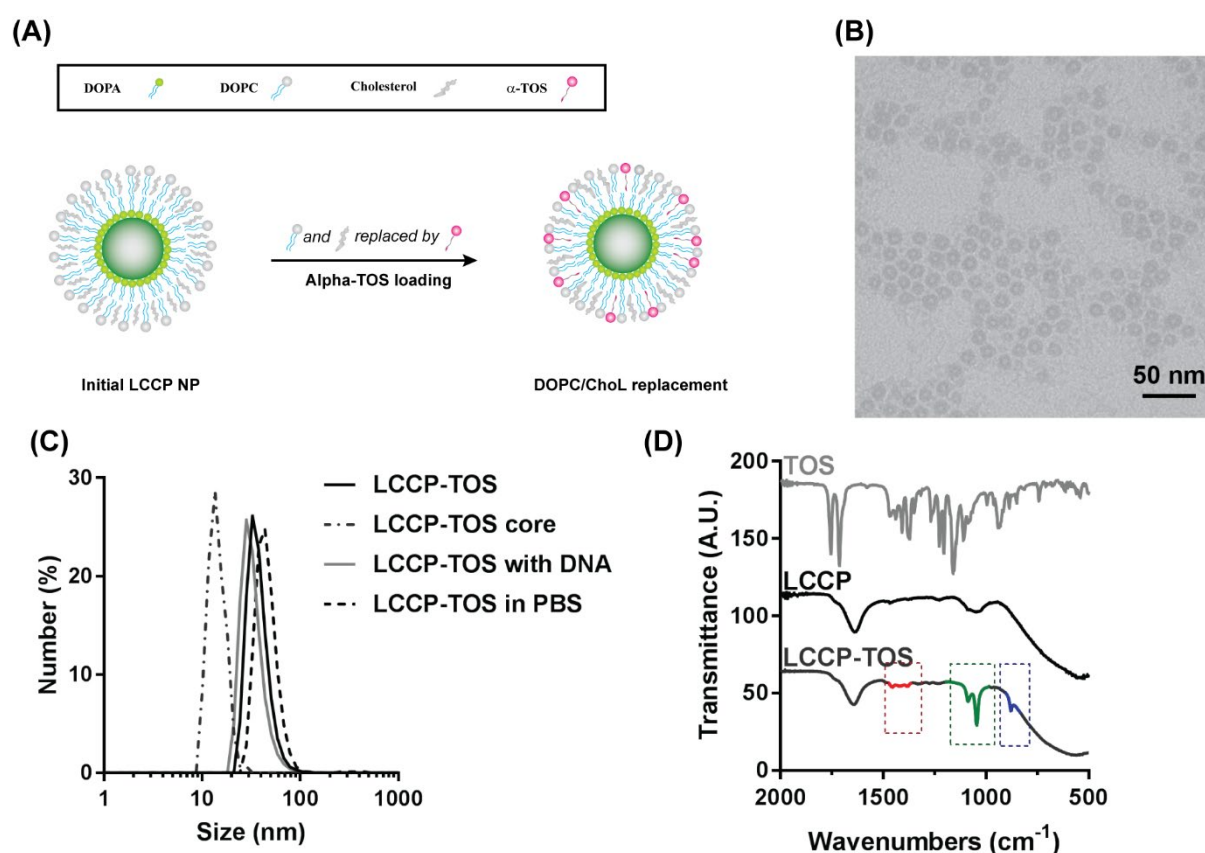 (A)
DOPA
DOPC
Cholesterol
α-TOS
and
replaced by
Alpha-TOS loading
Initial LCCP NP
DOPC/ChoL replacement
(B)
50 nm
(C)
30
20
10
0
Number (%)
1
10
100
1000
Size (nm)
LCCP-TOS
LCCP-TOS core
LCCP-TOS with DNA
LCCP-TOS in PBS
(D)
200
150
100
50
0
Transmittance (A.U.)
TOS
LCCP
LCCP-TOS
2000
1500
1000
500
Wavenumbers (cm⁻¹)